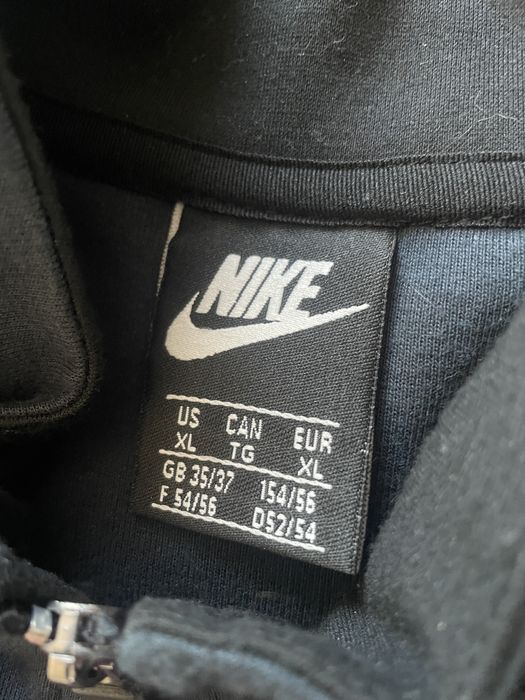 NIKE
US CAN EUR
XL TG XL
GB 35/37 154/56
F 54/56 D52/54